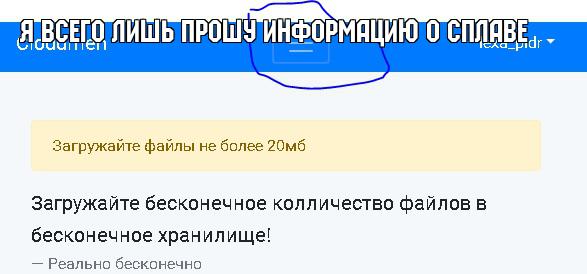 Я ВСЕГО ЛИШЬ ПРОШУ ИНФОРМАЦИЮ О СПЛАВЕ
Cloudmen
lexa_pidr
Загружайте файлы не более 20мб
Загружайте бесконечное колличество файлов в
бесконечное хранилище!
— Реально бесконечно